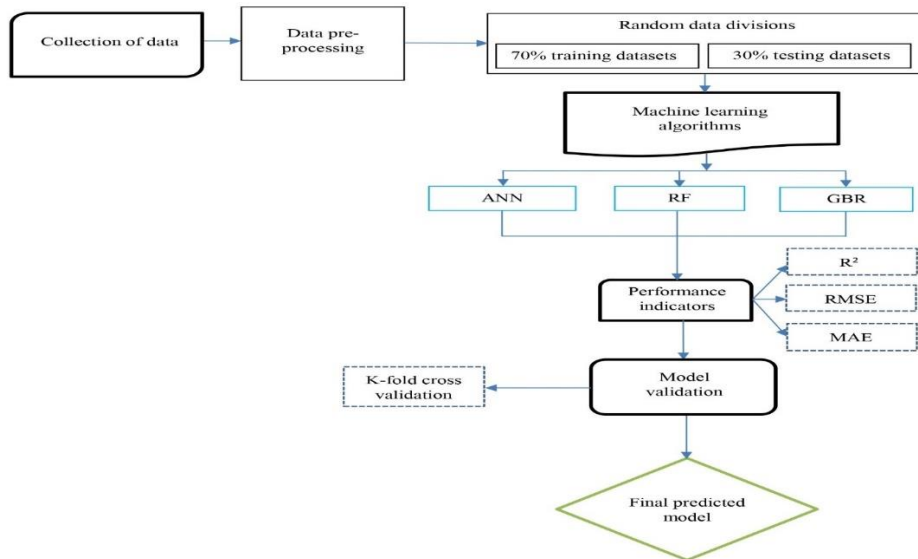 Collection of data
Data pre-
processing
Random data divisions
70% training datasets
30% testing datasets
Machine learning
algorithms
ANN
RF
GBR
Performance
indicators
R²
RMSE
MAE
K-fold cross
validation
Model
validation
Final predicted
model